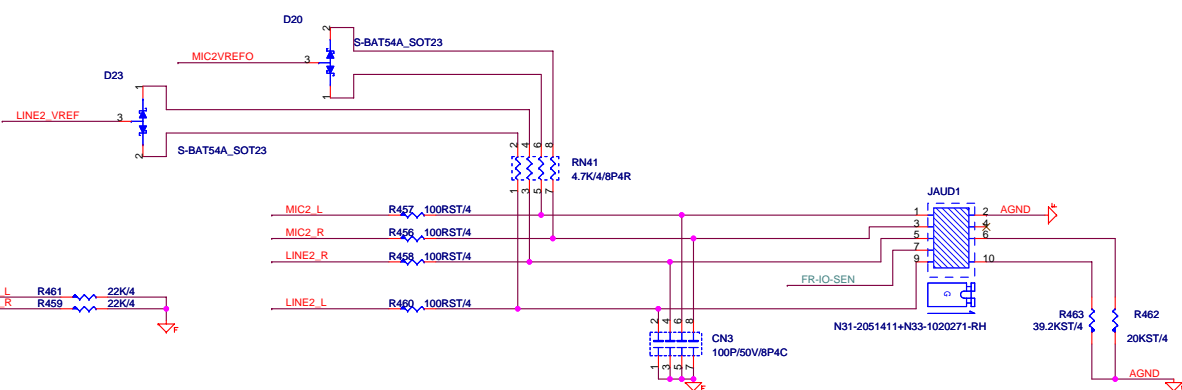 D20
2
S-BAT54A_SOT23
MIC2VREFO
3
1
D23
1
LINE2_VREF
3
2
S-BAT54A_SOT23
2 4 6 8
RN41
4.7K/4/8P4R
1 3 5 7
JAUD1
MIC2_L R457 100RST/4 1 2 AGND
MIC2_R R456 100RST/4 3 4
5 6
LINE2_R R458 100RST/4 7
9 10
FR-IO-SEN
_L R461 22K/4
_R R459 22K/4
LINE2_L R460 100RST/4
G
N31-2051411+N33-1020271-RH
R463
39.2KST/4
R462
20KST/4
2 4 6 8
CN3
100P/50V/8P4C
1 3 5 7
AGND